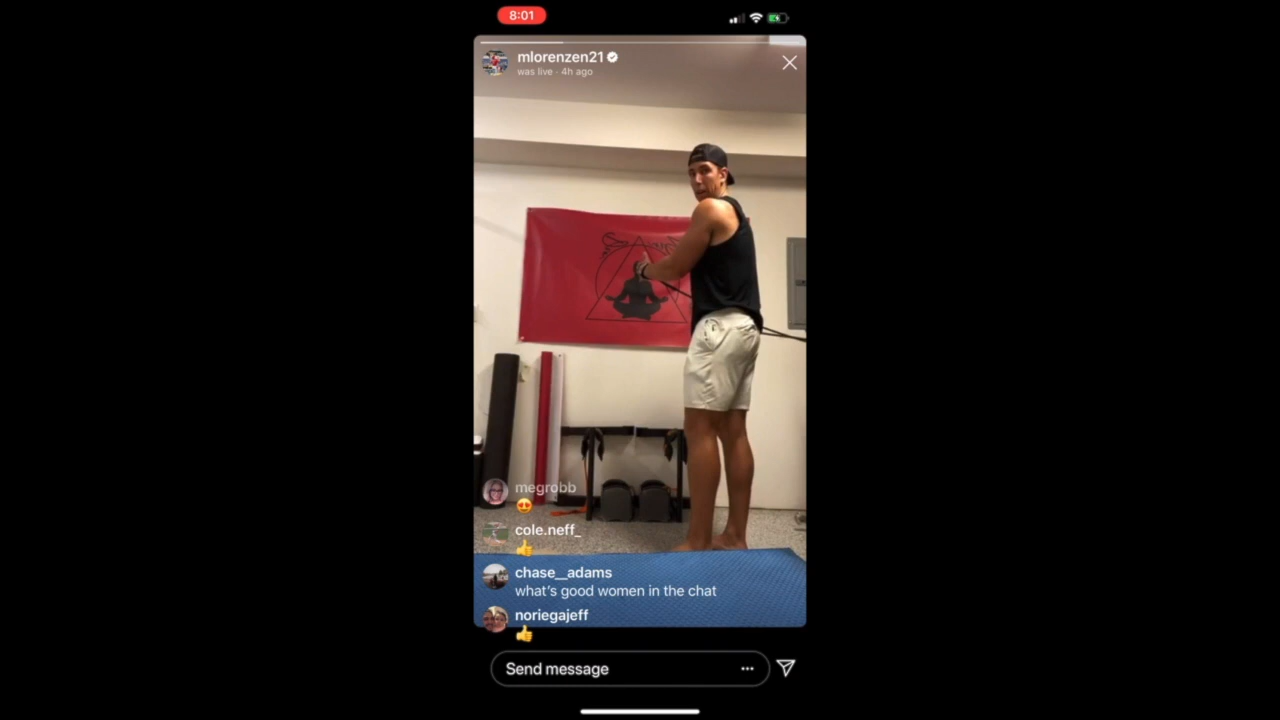 8:01
mlorenzen21
was live · 4h ago
megrobb
😍
cole.neff_
👍
chase__adams
what's good women in the chat
noriegajeff
👍
Send message